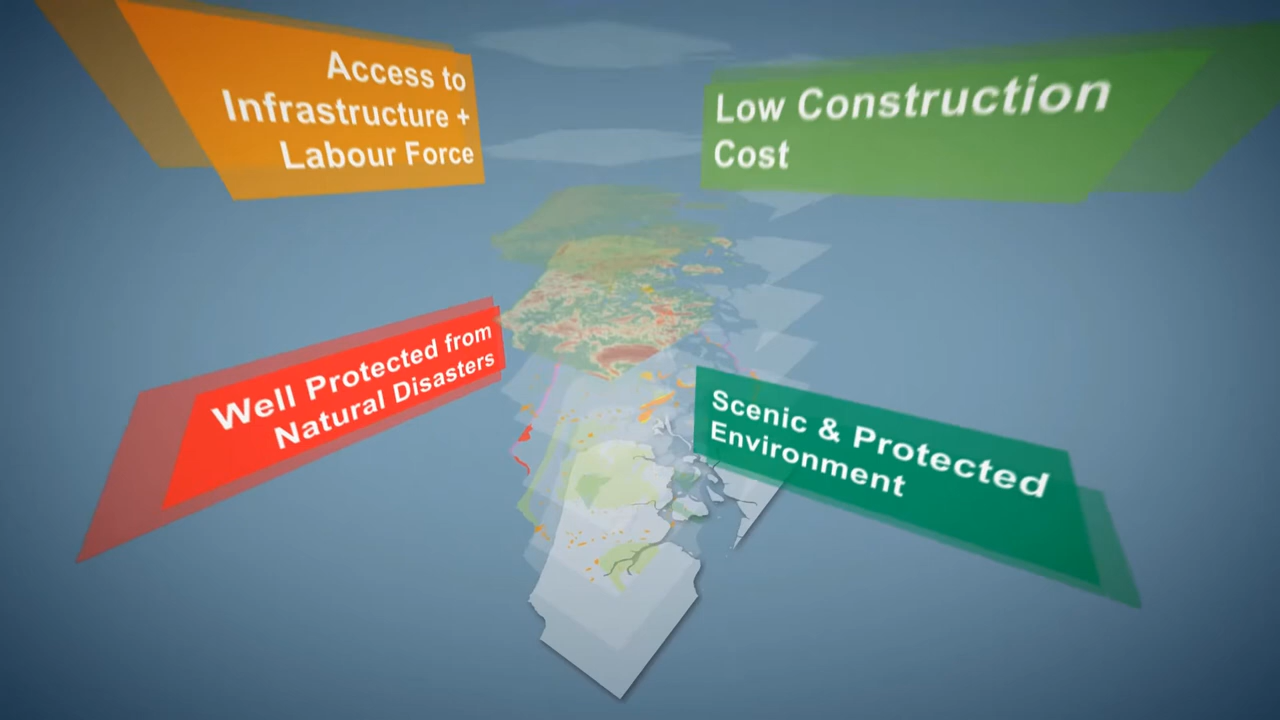 Access to
Infrastructure +
Labour Force
Low Construction
Cost
Well Protected from
Natural Disasters
Scenic & Protected
Environment